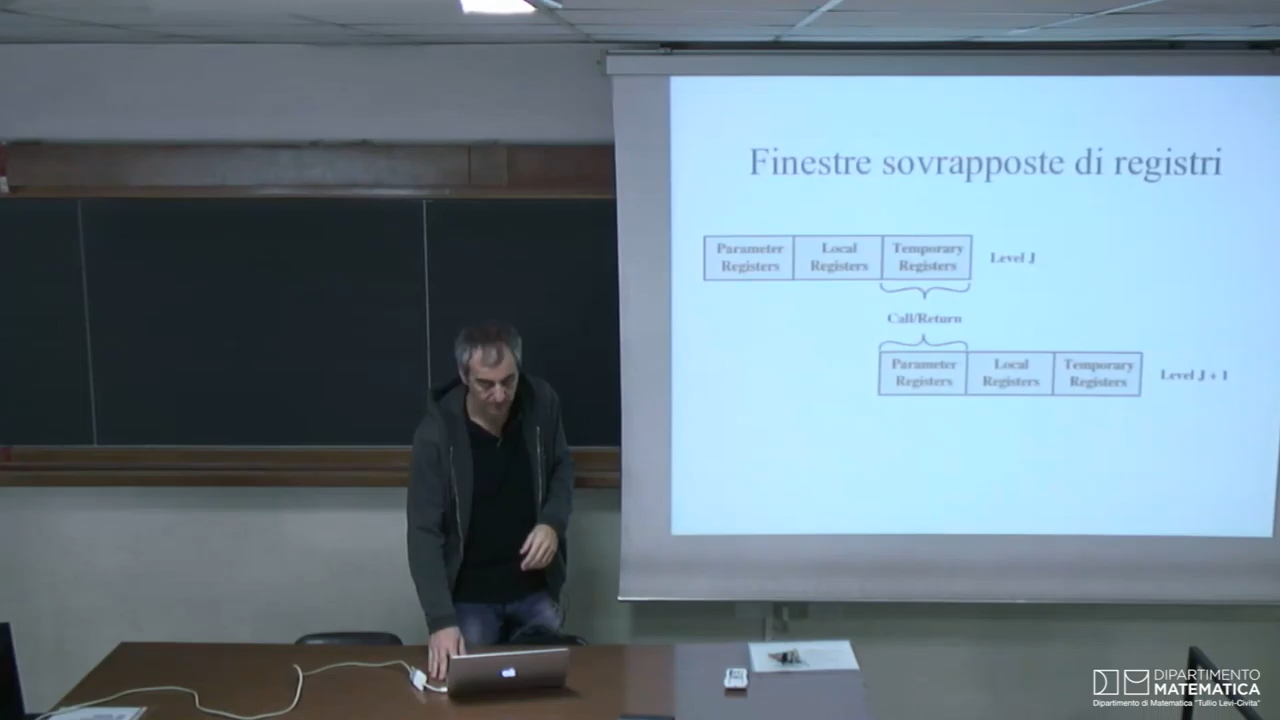 Finestre sovrapposte di registri
Parameter Registers
Local Registers
Temporary Registers
Level J
Call/Return
Parameter Registers
Local Registers
Temporary Registers
Level J + 1
DIPARTIMENTO
MATEMATICA
Dipartimento di Matematica "Tullio Levi-Civita"